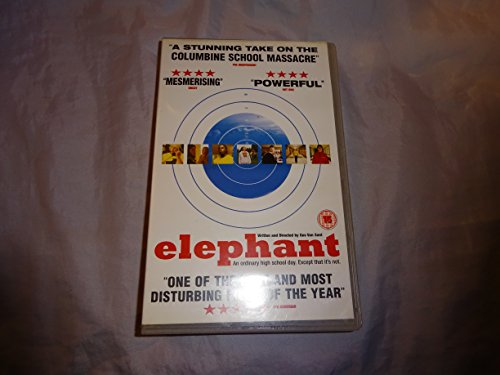 "A STUNNING TAKE ON THE
COLUMBINE SCHOOL MASSACRE"
"MESMERISING"
"POWERFUL"
elephant
Written and Directed by Gus Van Sant
An ordinary high school day. Except that it's not.
15
"ONE OF THE AND MOST
DISTURBING OF THE YEAR"